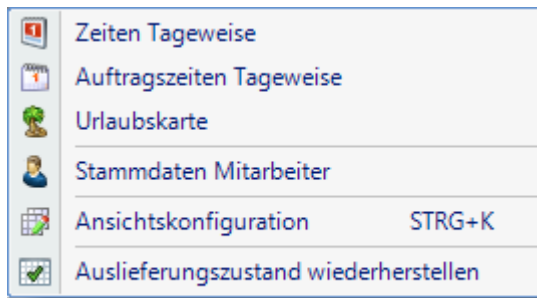 Zeiten Tageweise
Auftragszeiten Tageweise
Urlaubskarte
Stammdaten Mitarbeiter
Ansichtskonfiguration STRG+K
Auslieferungszustand wiederherstellen